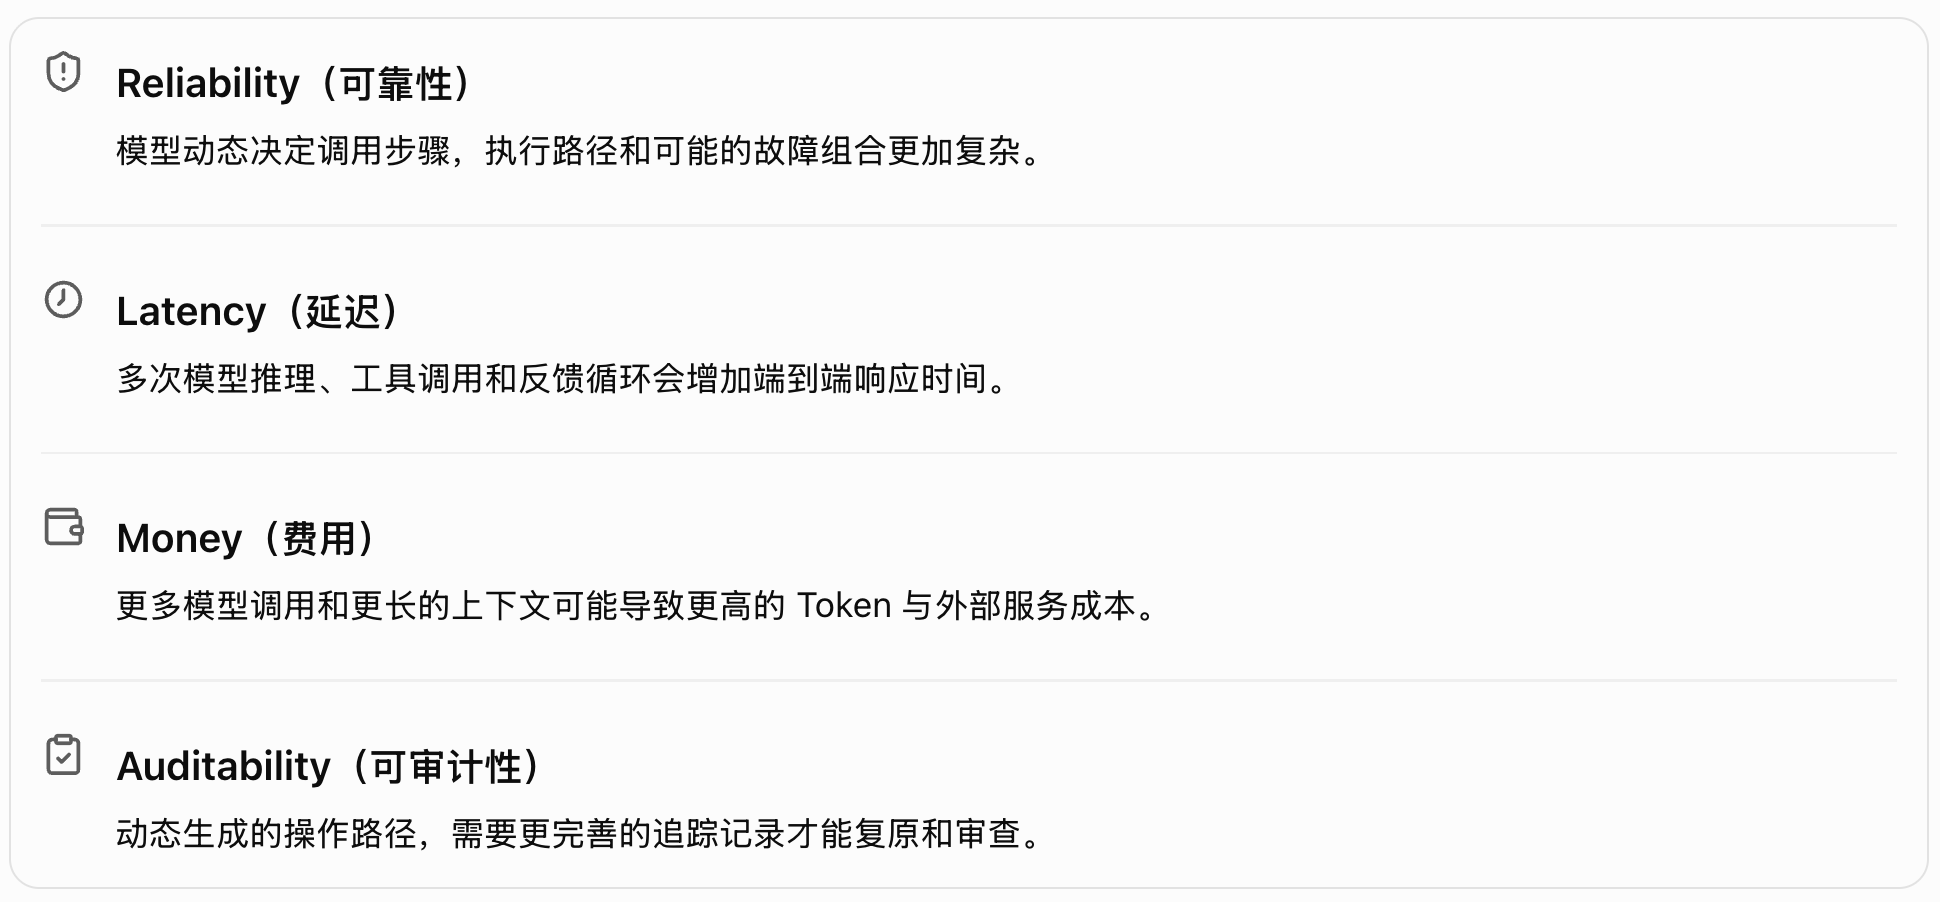 Reliability（可靠性）
模型动态决定调用步骤，执行路径和可能的故障组合更加复杂。
Latency（延迟）
多次模型推理、工具调用和反馈循环会增加端到端响应时间。
Money（费用）
更多模型调用和更长的上下文可能导致更高的 Token 与外部服务成本。
Auditability（可审计性）
动态生成的操作路径，需要更完善的追踪记录才能复原和审查。